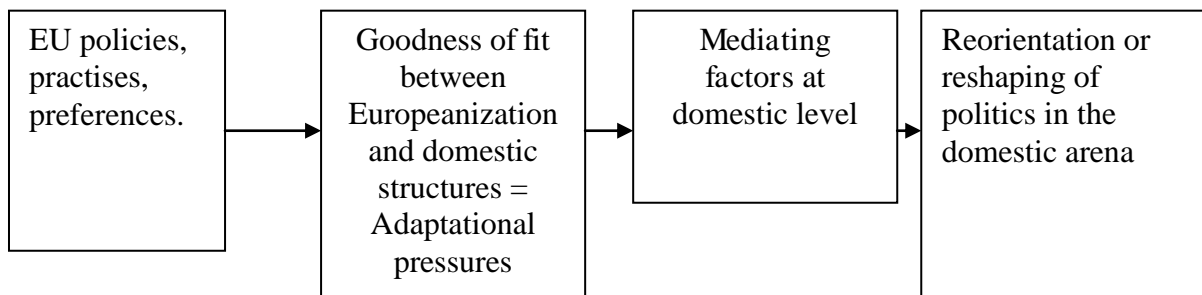 EU policies,
practises,
preferences.
Goodness of fit
between
Europeanization
and domestic
structures =
Adaptational
pressures
Mediating
factors at
domestic level
Reorientation or
reshaping of
politics in the
domestic arena